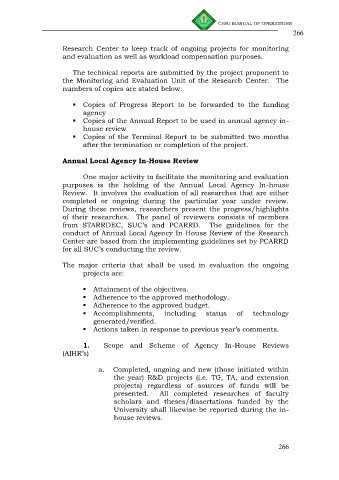 CVSU MANUAL OF OPERATIONS
266
Research Center to keep track of ongoing projects for monitoring
and evaluation as well as workload compensation purposes.
The technical reports are submitted by the project proponent to
the Monitoring and Evaluation Unit of the Research Center. The
numbers of copies are stated below:
▪ Copies of Progress Report to be forwarded to the funding
agency
▪ Copies of the Annual Report to be used in annual agency in-
house review
▪ Copies of the Terminal Report to be submitted two months
after the termination or completion of the project.
Annual Local Agency In-House Review
One major activity to facilitate the monitoring and evaluation
purposes is the holding of the Annual Local Agency In-house
Review. It involves the evaluation of all researches that are either
completed or ongoing during the particular year under review.
During these reviews, researchers present the progress/highlights
of their researches. The panel of reviewers consists of members
from STARRDEC, SUC's and PCARRD. The guidelines for the
conduct of Annual Local Agency In-House Review of the Research
Center are based from the implementing guidelines set by PCARRD
for all SUC's conducting the review.
The major criteria that shall be used in evaluation the ongoing
projects are:
▪ Attainment of the objectives.
▪ Adherence to the approved methodology.
▪ Adherence to the approved budget.
▪ Accomplishments, including status of technology
generated/verified.
▪ Actions taken in response to previous year's comments.
1. Scope and Scheme of Agency In-House Reviews
(AIHR's)
a. Completed, ongoing and new (those initiated within
the year) R&D projects (i.e. TG, TA, and extension
projects) regardless of sources of funds will be
presented. All completed researches of faculty
scholars and theses/dissertations funded by the
University shall likewise be reported during the in-
house reviews.
266